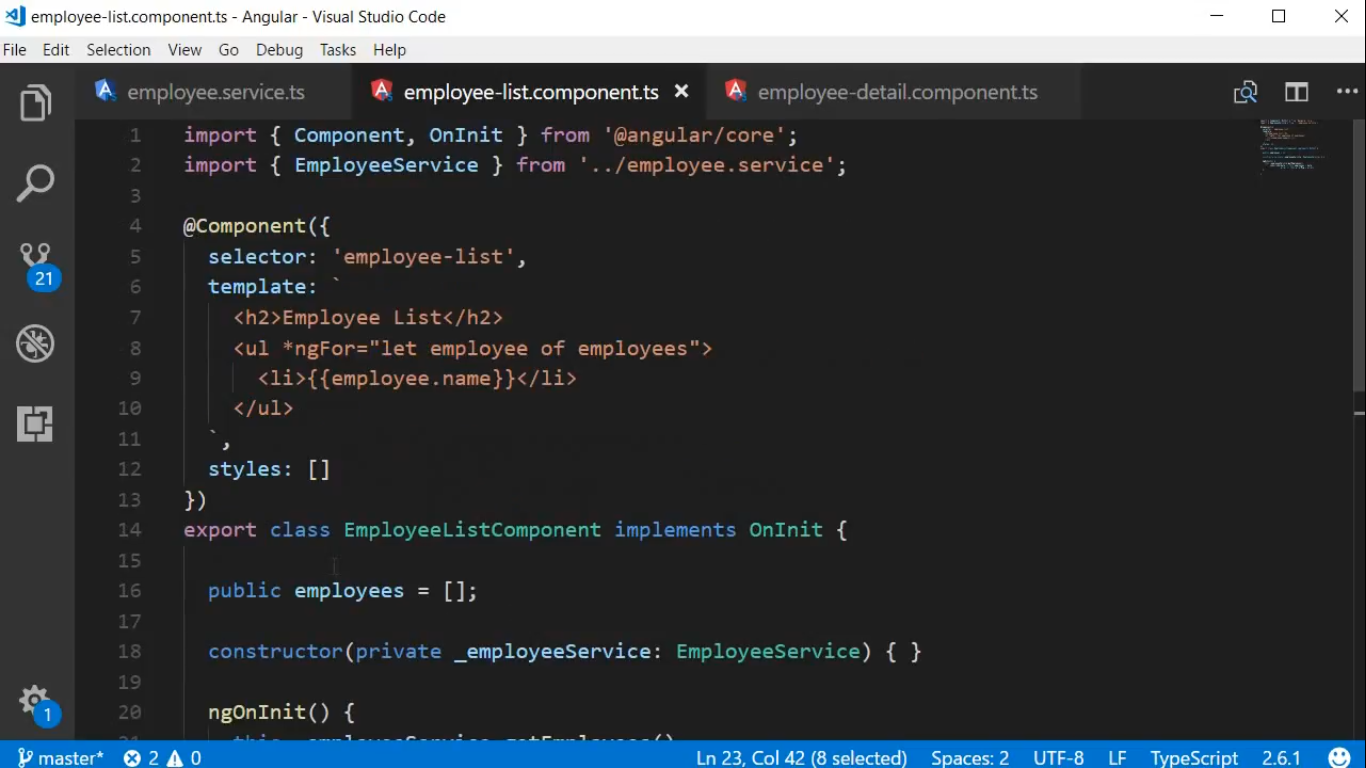 employee-list.component.ts - Angular - Visual Studio Code
File Edit Selection View Go Debug Tasks Help
employee.service.ts employee-list.component.ts employee-detail.component.ts
1 import { Component, OnInit } from '@angular/core';
2 import { EmployeeService } from '../employee.service';
3
4 @Component({
5 selector: 'employee-list',
6 template: `
7 <h2>Employee List</h2>
8 <ul *ngFor="let employee of employees">
9 <li>{{employee.name}}</li>
10 </ul>
11 `,
12 styles: []
13 })
14 export class EmployeeListComponent implements OnInit {
15
16 public employees = [];
17
18 constructor(private _employeeService: EmployeeService) { }
19
20 ngOnInit() {
21 this._employeeService.getEmployees()
21
1
master* 2 0 Ln 23, Col 42 (8 selected) Spaces: 2 UTF-8 LF TypeScript 2.6.1